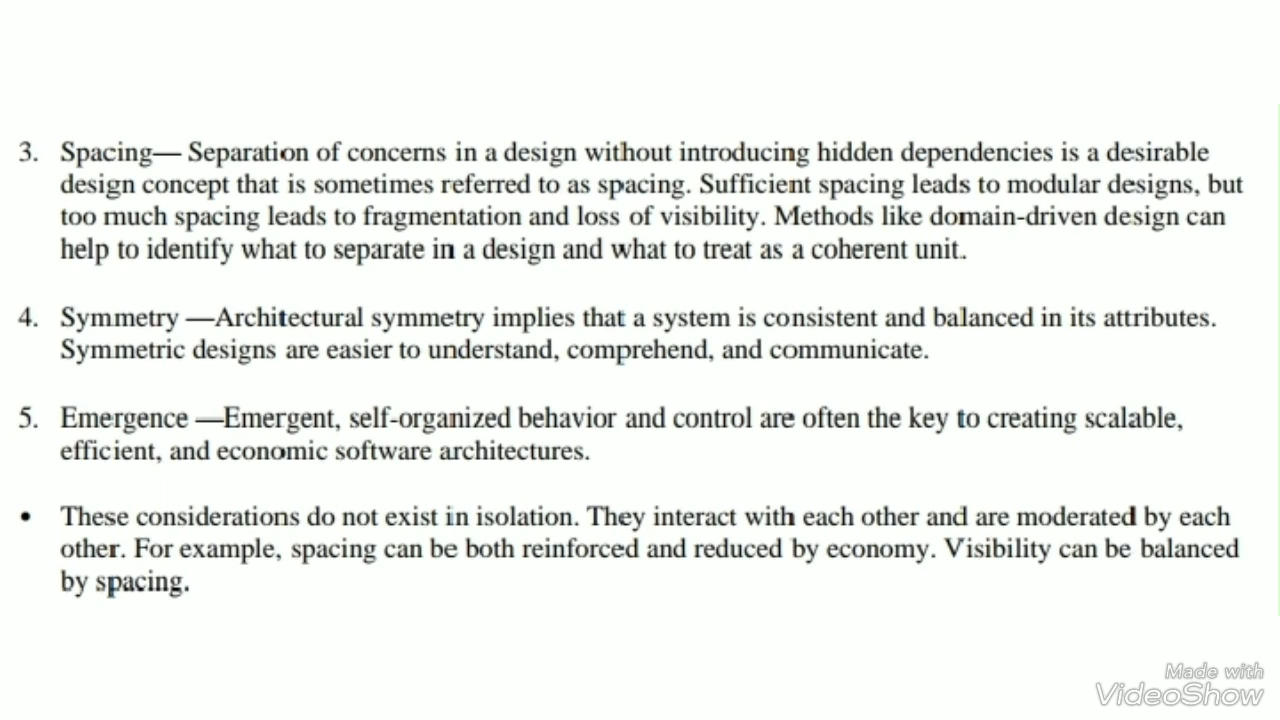 3. Spacing— Separation of concerns in a design without introducing hidden dependencies is a desirable
design concept that is sometimes referred to as spacing. Sufficient spacing leads to modular designs, but
too much spacing leads to fragmentation and loss of visibility. Methods like domain-driven design can
help to identify what to separate in a design and what to treat as a coherent unit.
4. Symmetry —Architectural symmetry implies that a system is consistent and balanced in its attributes.
Symmetric designs are easier to understand, comprehend, and communicate.
5. Emergence —Emergent, self-organized behavior and control are often the key to creating scalable,
efficient, and economic software architectures.
• These considerations do not exist in isolation. They interact with each other and are moderated by each
other. For example, spacing can be both reinforced and reduced by economy. Visibility can be balanced
by spacing.
Made with
VideoShow